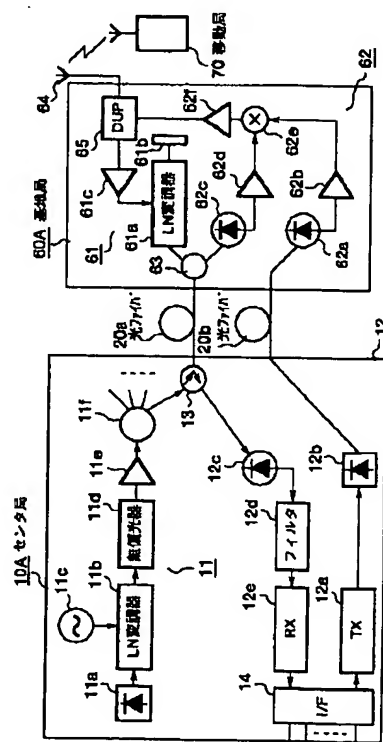 10A センタ局
11c
11a
11b
LN変調器
11d
無偏光器
11e
11f
11
13
12
12c
12d
フィルタ
12e
RX
14
I/F
12a
TX
12b
20a
光ファイバ
20b
光ファイバ
60A 基地局
61
61a
LN変調器
61b
61c
62
62a
62b
62c
62d
62e
62f
63
64
65
DUP
70 移動局